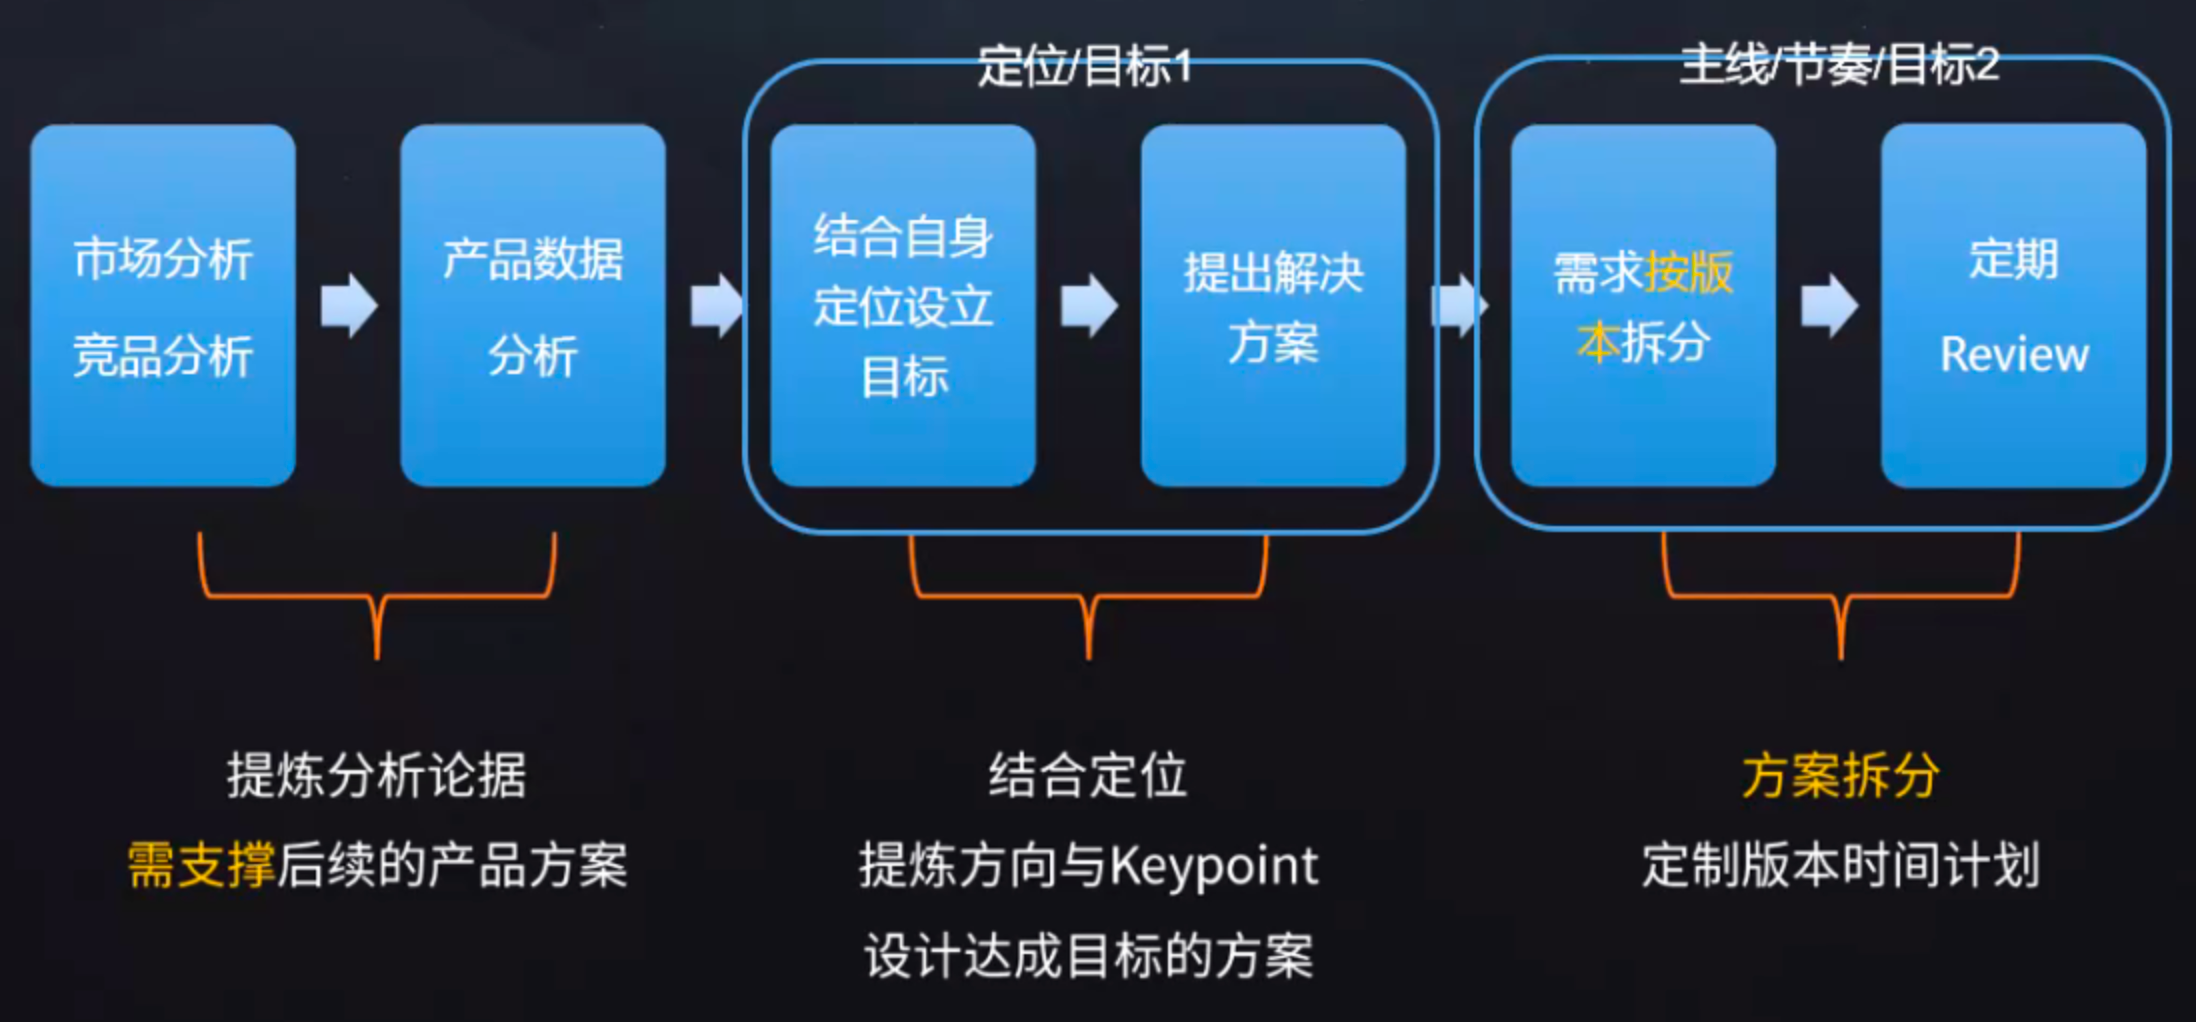 定位/目标1
主线/节奏/目标2
市场分析
竞品分析
产品数据
分析
结合自身
定位设立
目标
提出解决
方案
需求按版
本拆分
定期
Review
提炼分析论据
需支撑后续的产品方案
结合定位
提炼方向与Keypoint
设计达成目标的方案
方案拆分
定制版本时间计划